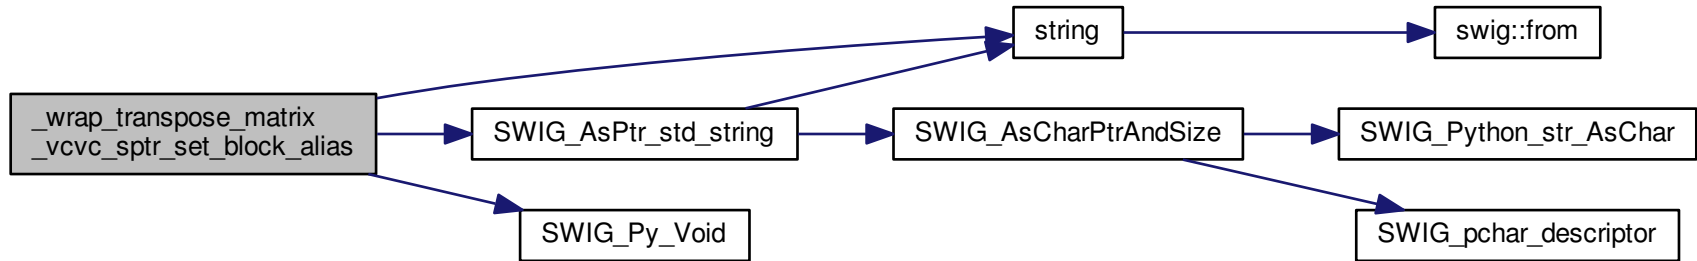 string
swig::from
_wrap_transpose_matrix
_vcvc_sptr_set_block_alias
SWIG_AsPtr_std_string
SWIG_AsCharPtrAndSize
SWIG_Python_str_AsChar
SWIG_Py_Void
SWIG_pchar_descriptor